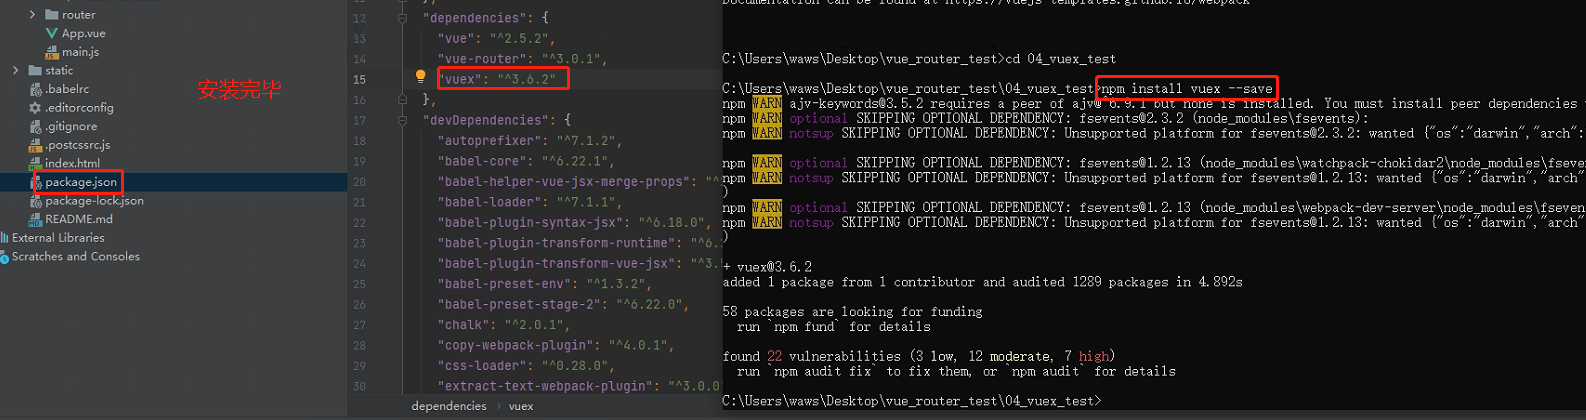 router
App.vue
main.js
static
.babelrc
.editorconfig
.gitignore
.postcssrc.js
index.html
package.json
package-lock.json
README.md
External Libraries
Scratches and Consoles
安装完毕
12 "dependencies": {
13 "vue": "^2.5.2",
14 "vue-router": "^3.0.1",
15 "vuex": "^3.6.2"
16 },
17 "devDependencies": {
18 "autoprefixer": "^7.1.2",
19 "babel-core": "^6.22.1",
20 "babel-helper-vue-jsx-merge-props": "^
21 "babel-loader": "^7.1.1",
22 "babel-plugin-syntax-jsx": "^6.18.0",
23 "babel-plugin-transform-runtime": "^6.
24 "babel-plugin-transform-vue-jsx": "^3.
25 "babel-preset-env": "^1.3.2",
26 "babel-preset-stage-2": "^6.22.0",
27 "chalk": "^2.0.1",
28 "copy-webpack-plugin": "^4.0.1",
29 "css-loader": "^0.28.0",
30 "extract-text-webpack-plugin": "^3.0.0
dependencies > vuex
Documentation can be found at https://vuejs-templates.github.io/webpack
C:\Users\waws\Desktop\vue_router_test>cd 04_vuex_test
C:\Users\waws\Desktop\vue_router_test\04_vuex_test>npm install vuex --save
npm WARN ajv-keywords@3.5.2 requires a peer of ajv@^6.9.1 but none is installed. You must install peer dependencies
npm WARN optional SKIPPING OPTIONAL DEPENDENCY: fsevents@2.3.2 (node_modules\fsevents):
npm WARN notsup SKIPPING OPTIONAL DEPENDENCY: Unsupported platform for fsevents@2.3.2: wanted {"os":"darwin","arch":
npm WARN optional SKIPPING OPTIONAL DEPENDENCY: fsevents@1.2.13 (node_modules\watchpack-chokidar2\node_modules\fseven
npm WARN notsup SKIPPING OPTIONAL DEPENDENCY: Unsupported platform for fsevents@1.2.13: wanted {"os":"darwin","arch"
)
npm WARN optional SKIPPING OPTIONAL DEPENDENCY: fsevents@1.2.13 (node_modules\webpack-dev-server\node_modules\fseven
npm WARN notsup SKIPPING OPTIONAL DEPENDENCY: Unsupported platform for fsevents@1.2.13: wanted {"os":"darwin","arch"
)
+ vuex@3.6.2
added 1 package from 1 contributor and audited 1289 packages in 4.892s
58 packages are looking for funding
run `npm fund` for details
found 22 vulnerabilities (3 low, 12 moderate, 7 high)
run `npm audit fix` to fix them, or `npm audit` for details
C:\Users\waws\Desktop\vue_router_test\04_vuex_test>